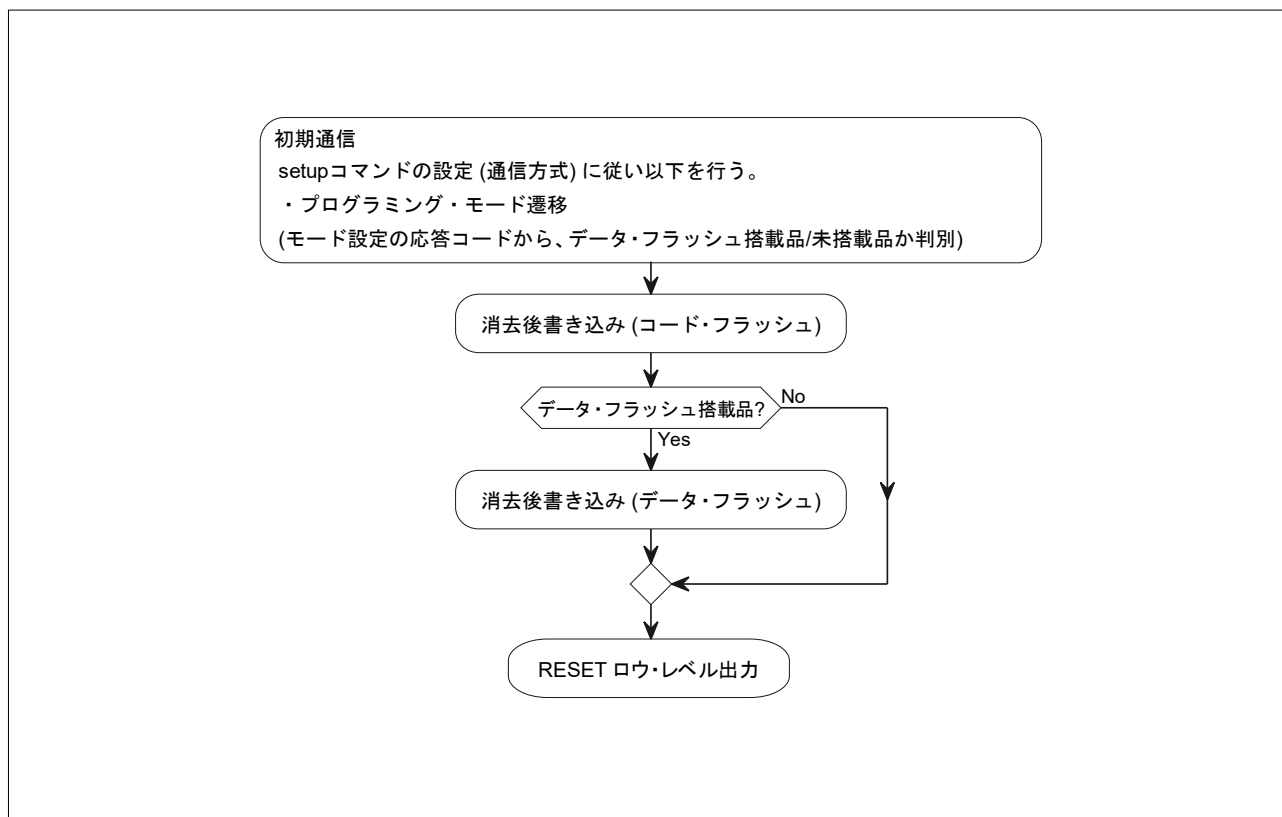 初期通信
setupコマンドの設定 (通信方式) に従い以下を行う。
・プログラミング・モード遷移
(モード設定の応答コードから、データ・フラッシュ搭載品/未搭載品か判別)
消去後書き込み (コード・フラッシュ)
データ・フラッシュ搭載品?
No
Yes
消去後書き込み (データ・フラッシュ)
RESET ロウ・レベル出力